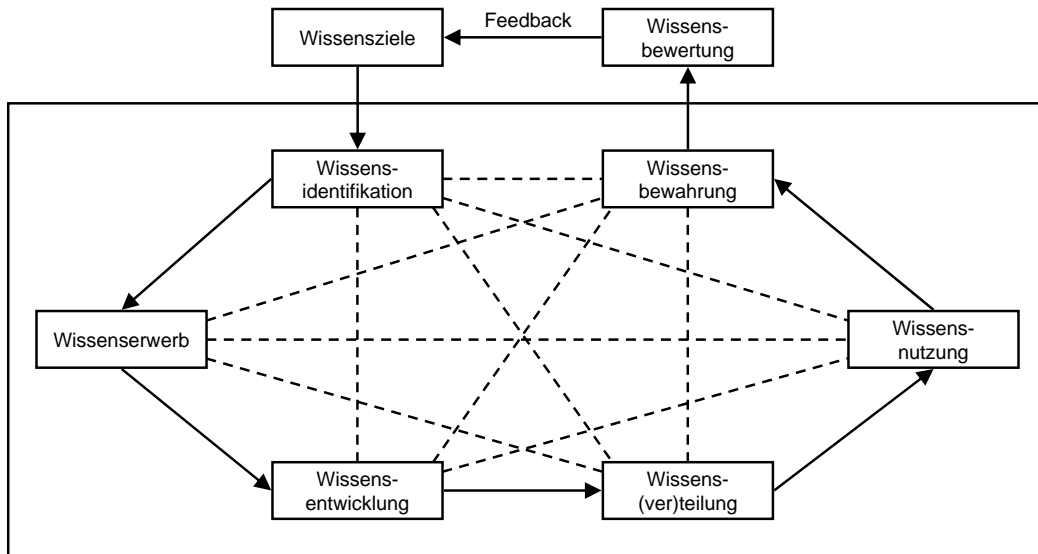 Wissensziele
Feedback
Wissens-
bewertung
Wissens-
identifikation
Wissens-
bewahrung
Wissenserwerb
Wissens-
nutzung
Wissens-
entwicklung
Wissens-
(ver)teilung